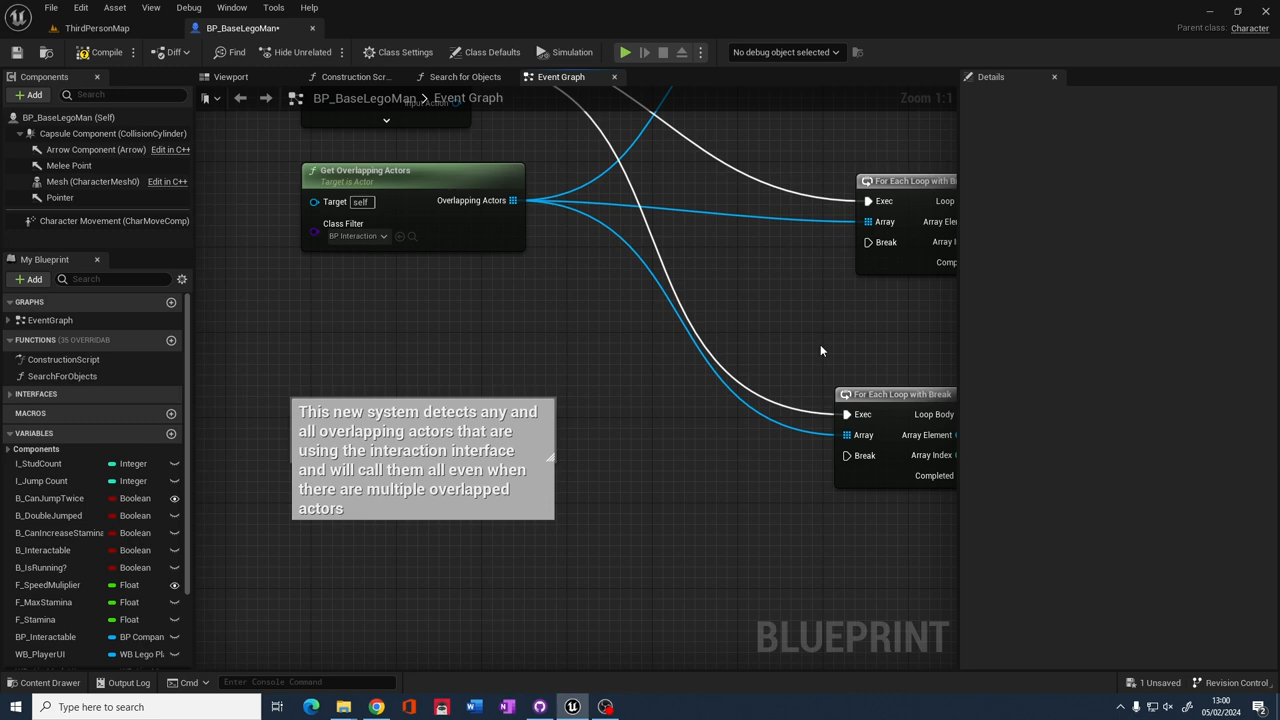 File Edit Asset View Debug Window Tools Help
ThirdPersonMap
BP_BaseLegoMan•
Parent class: Character
Compile
Diff
Find
Hide Unrelated
Class Settings
Class Defaults
Simulation
No debug object selected
Components
Viewport
Construction Scr...
Search for Objects
Event Graph
Details
Add
Search
BP_BaseLegoMan > Event Graph
Zoom 1:1
Input Action
BP_BaseLegoMan (Self)
Capsule Component (CollisionCylinder)
Arrow Component (Arrow) Edit in C++
Melee Point
Mesh (CharacterMesh0) Edit in C++
Pointer
Character Movement (CharMoveComp)
My Blueprint
Add
Search
GRAPHS
EventGraph
FUNCTIONS (35 OVERRIDAB
ConstructionScript
SearchForObjects
INTERFACES
MACROS
VARIABLES
Components
I_StudCount Integer
I_Jump Count Integer
B_CanJumpTwice Boolean
B_DoubleJumped Boolean
B_CanIncreaseStamina Boolean
B_Interactable Boolean
B_IsRunning? Boolean
F_SpeedMuliplier Float
F_MaxStamina Float
F_Stamina Float
BP_Interactable BP Compan
WB_PlayerUI WB Lego Pl
Get Overlapping Actors
Target is Actor
Target self
Overlapping Actors
Class Filter
BP Interaction
For Each Loop with B
Exec Loop
Array Array Ele
Break Array I
Comp
For Each Loop with Break
Exec Loop Body
Array Array Element
Break Array Index
Completed
This new system detects any and
all overlapping actors that are
using the interaction interface
and will call them all even when
there are multiple overlapped
actors
BLUEPRINT
Content Drawer
Output Log
Cmd
Enter Console Command
1 Unsaved
Revision Control
Type here to search
13:00
05/02/2024